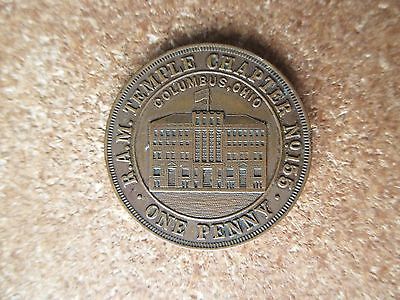 R.A.M. TEMPLE CHAPTER NO 155
COLUMBUS, OHIO
· ONE PENNY ·